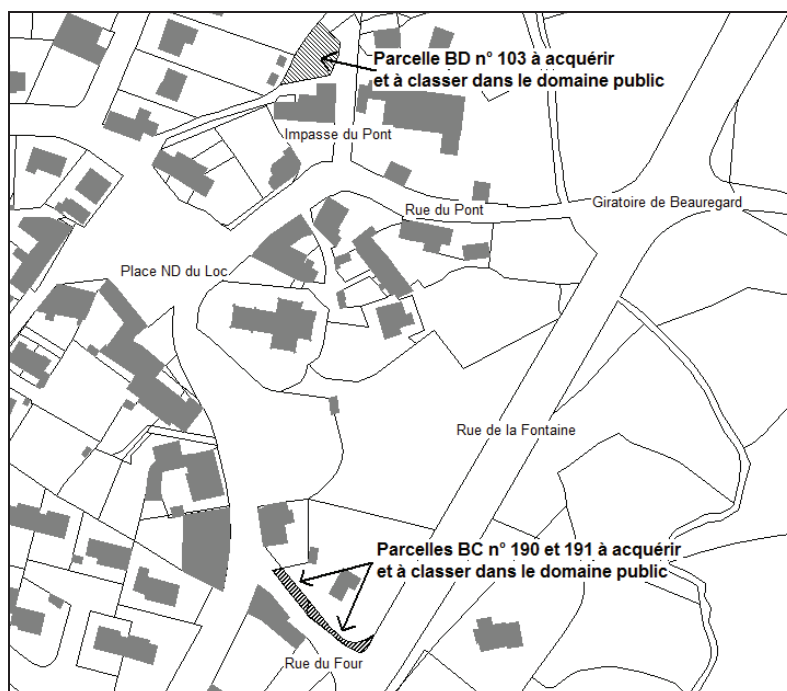 Parcelle BD n° 103 à acquérir
et à classer dans le domaine public
Impasse du Pont
Rue du Pont
Giratoire de Beauregard
Place ND du Loc
Rue de la Fontaine
Parcelles BC n° 190 et 191 à acquérir
et à classer dans le domaine public
Rue du Four